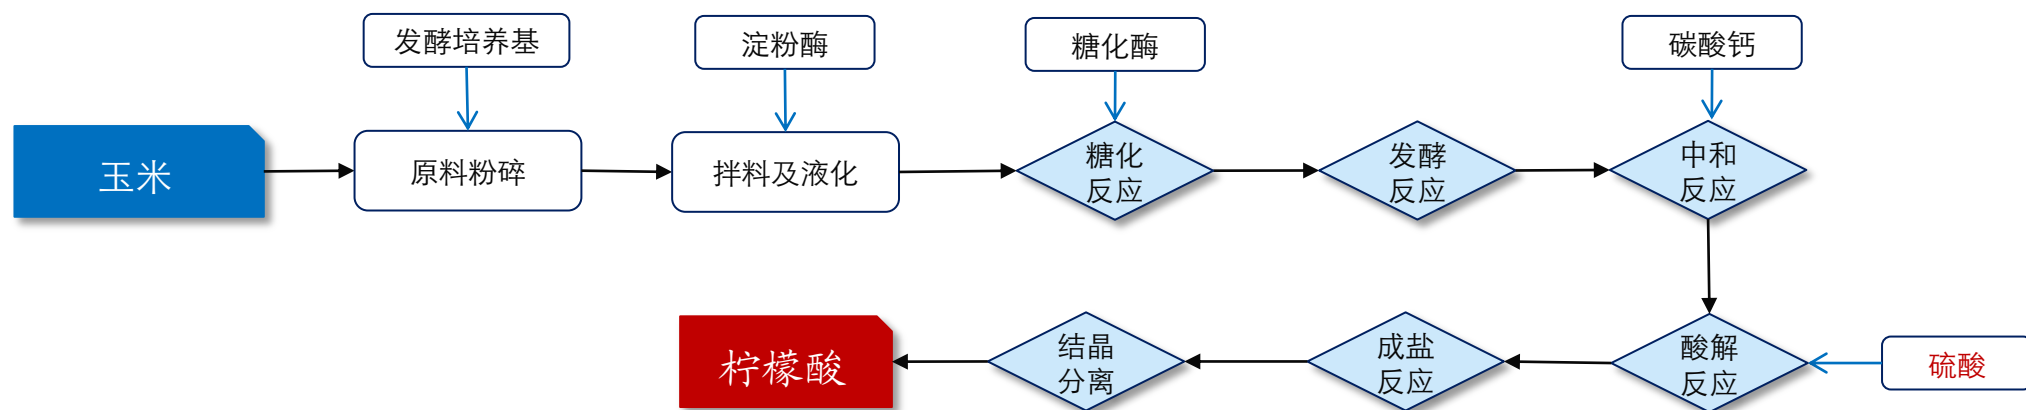 发酵培养基
淀粉酶
糖化酶
碳酸钙
玉米
原料粉碎
拌料及液化
糖化
反应
发酵
反应
中和
反应
柠檬酸
结晶
分离
成盐
反应
酸解
反应
硫酸